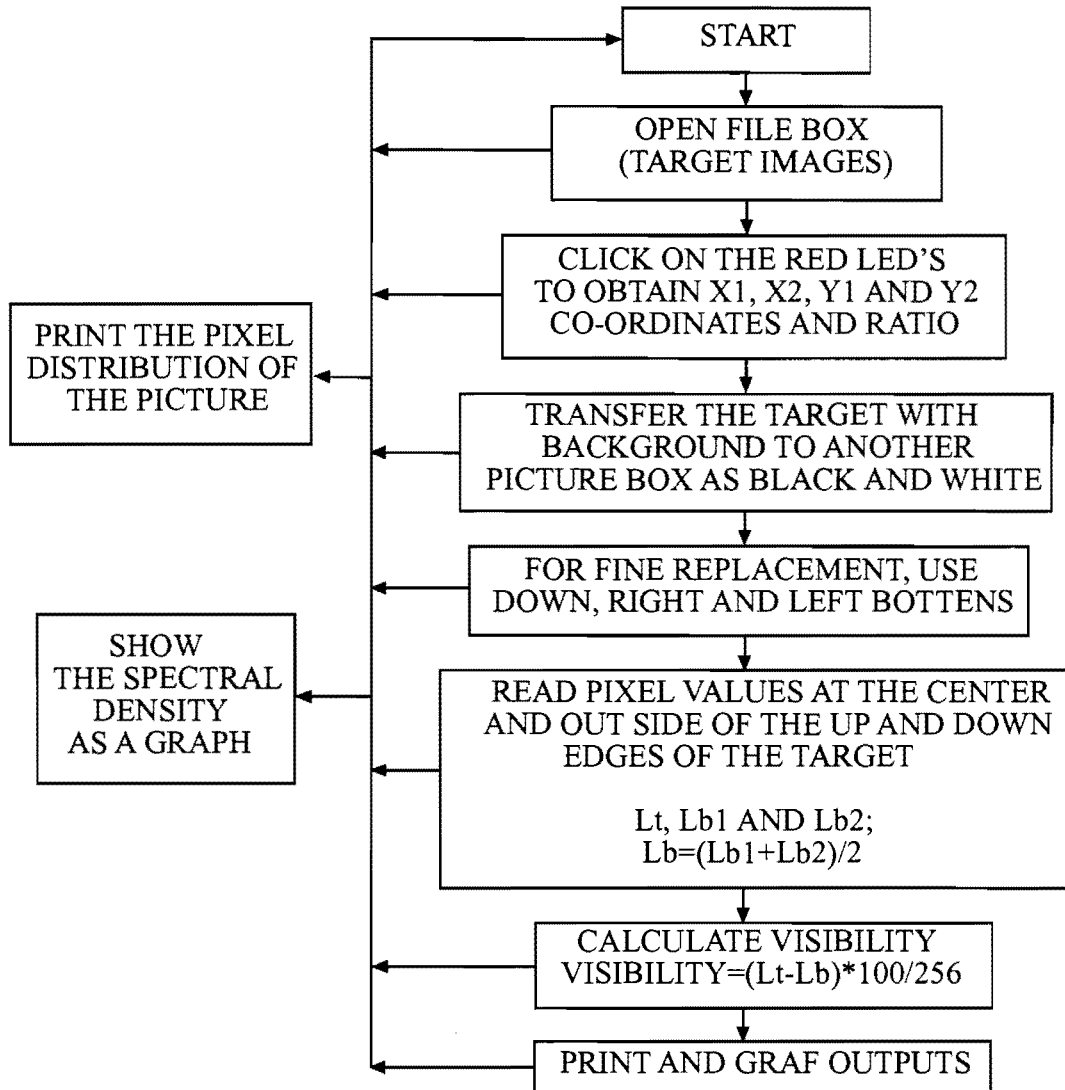 START
OPEN FILE BOX
(TARGET IMAGES)
CLICK ON THE RED LED'S
TO OBTAIN X1, X2, Y1 AND Y2
CO-ORDINATES AND RATIO
PRINT THE PIXEL
DISTRIBUTION OF
THE PICTURE
TRANSFER THE TARGET WITH
BACKGROUND TO ANOTHER
PICTURE BOX AS BLACK AND WHITE
FOR FINE REPLACEMENT, USE
DOWN, RIGHT AND LEFT BOTTENS
SHOW
THE SPECTRAL
DENSITY
AS A GRAPH
READ PIXEL VALUES AT THE CENTER
AND OUT SIDE OF THE UP AND DOWN
EDGES OF THE TARGET
Lt, Lb1 AND Lb2;
Lb=(Lb1+Lb2)/2
CALCULATE VISIBILITY
VISIBILITY=(Lt-Lb)*100/256
PRINT AND GRAF OUTPUTS